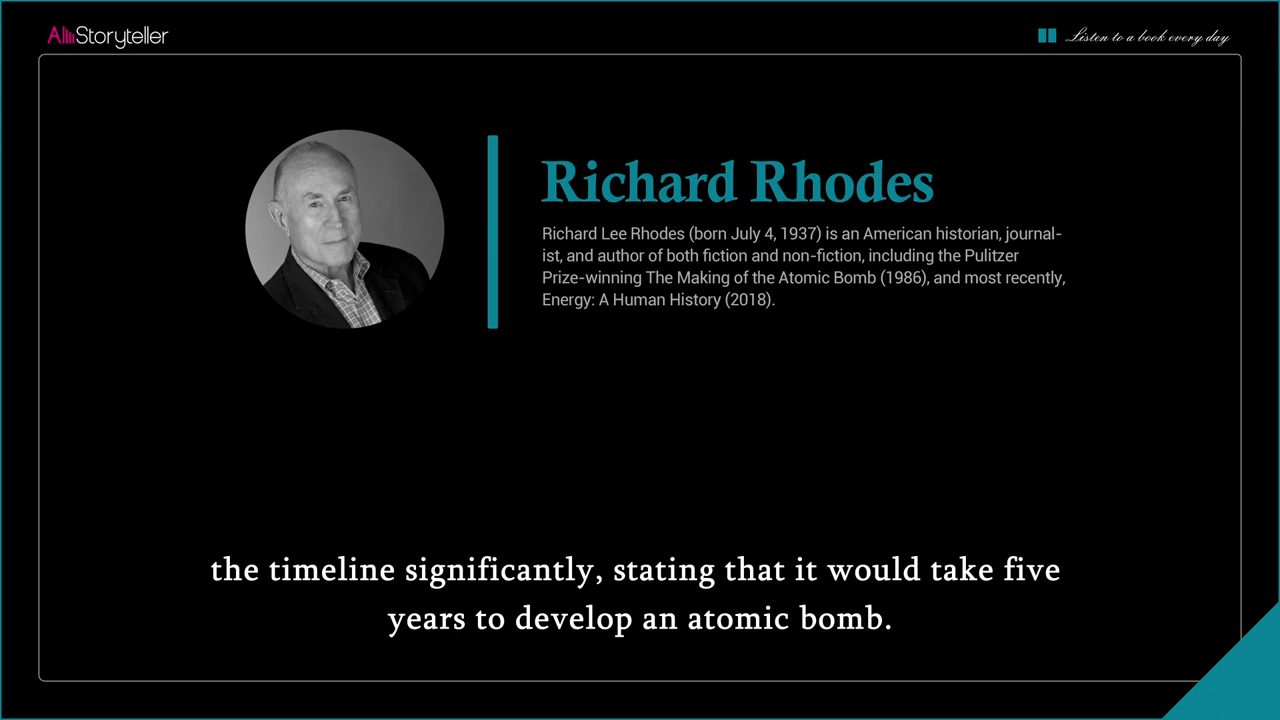 AllStoryteller
Listen to a book every day
Richard Rhodes
Richard Lee Rhodes (born July 4, 1937) is an American historian, journal-
ist, and author of both fiction and non-fiction, including the Pulitzer
Prize-winning The Making of the Atomic Bomb (1986), and most recently,
Energy: A Human History (2018).
the timeline significantly, stating that it would take five
years to develop an atomic bomb.